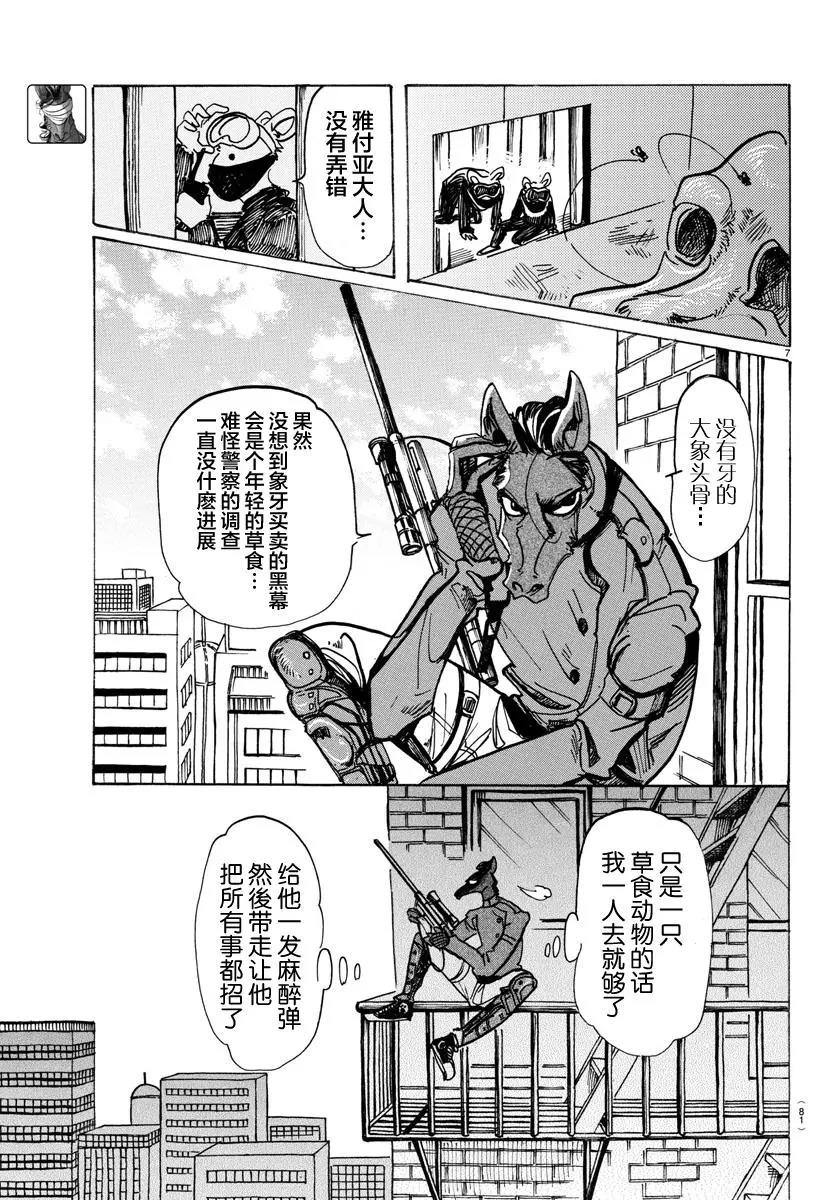 没有牙的
大象头骨…
雅付亚大人…
没有弄错
7
果然
没想到象牙买卖的黑幕
会是个年轻的草食…
难怪警察的调查
一直没什麽进展
只是一只
草食动物的话
我一人去就够了
给他一发麻醉弹
然後带走让他
把所有事都招了
81